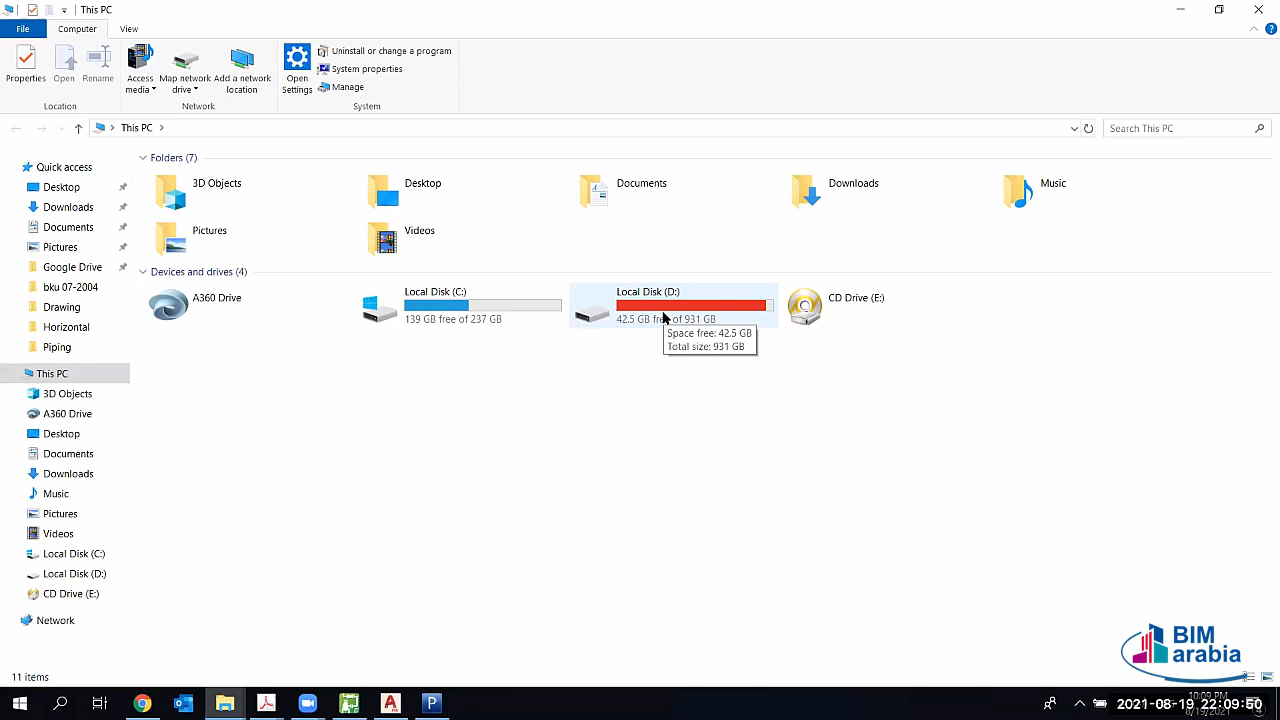 This PC
File
Computer
View
Properties
Open
Rename
Access media
Map network drive
Add a network location
Open Settings
Uninstall or change a program
System properties
Manage
Location
Network
System
This PC
Search This PC
Quick access
Desktop
Downloads
Documents
Pictures
Google Drive
bku 07-2004
Drawing
Horizontal
Piping
This PC
3D Objects
A360 Drive
Desktop
Documents
Downloads
Music
Pictures
Videos
Local Disk (C:)
Local Disk (D:)
CD Drive (E:)
Network
Folders (7)
3D Objects
Desktop
Documents
Downloads
Music
Pictures
Videos
Devices and drives (4)
A360 Drive
Local Disk (C:)
139 GB free of 237 GB
Local Disk (D:)
42.5 GB free of 931 GB
Space free: 42.5 GB
Total size: 931 GB
CD Drive (E:)
BIM
arabia
11 items
10:09 PM
8/19/2021
2021-08-19 22:09:50